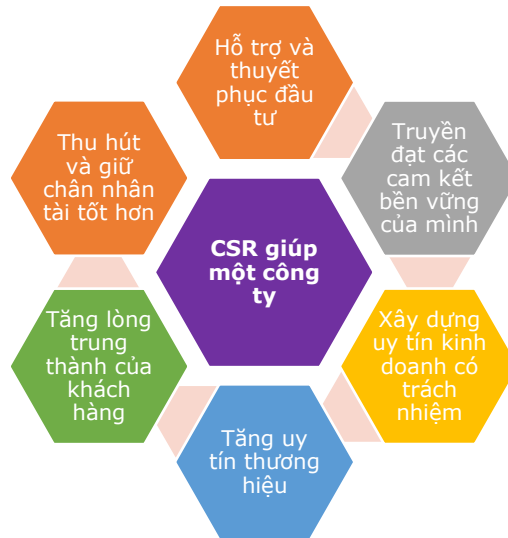 Hỗ trợ và
thuyết
phục đầu
tư
Truyền
đạt các
cam kết
bền vững
của mình
Xây dựng
uy tín kinh
doanh có
trách
nhiệm
Tăng uy
tín thương
hiệu
Tăng lòng
trung
thành của
khách
hàng
Thu hút
và giữ
chân nhân
tài tốt hơn
CSR giúp
một công
ty